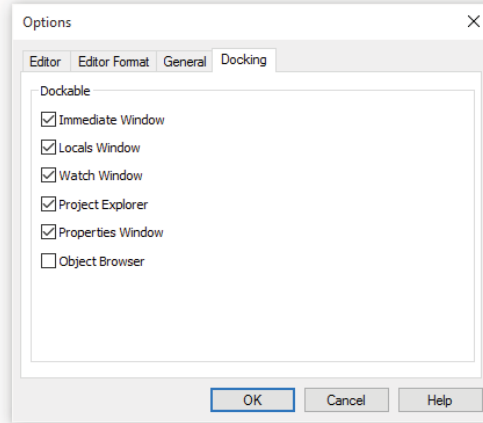 Options
Editor Editor Format General Docking
Dockable
Immediate Window
Locals Window
Watch Window
Project Explorer
Properties Window
Object Browser
OK Cancel Help